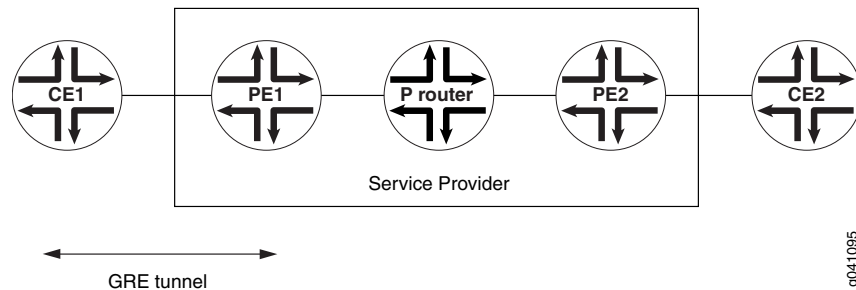 CE1 PE1 P router PE2 CE2
Service Provider
GRE tunnel
g041095